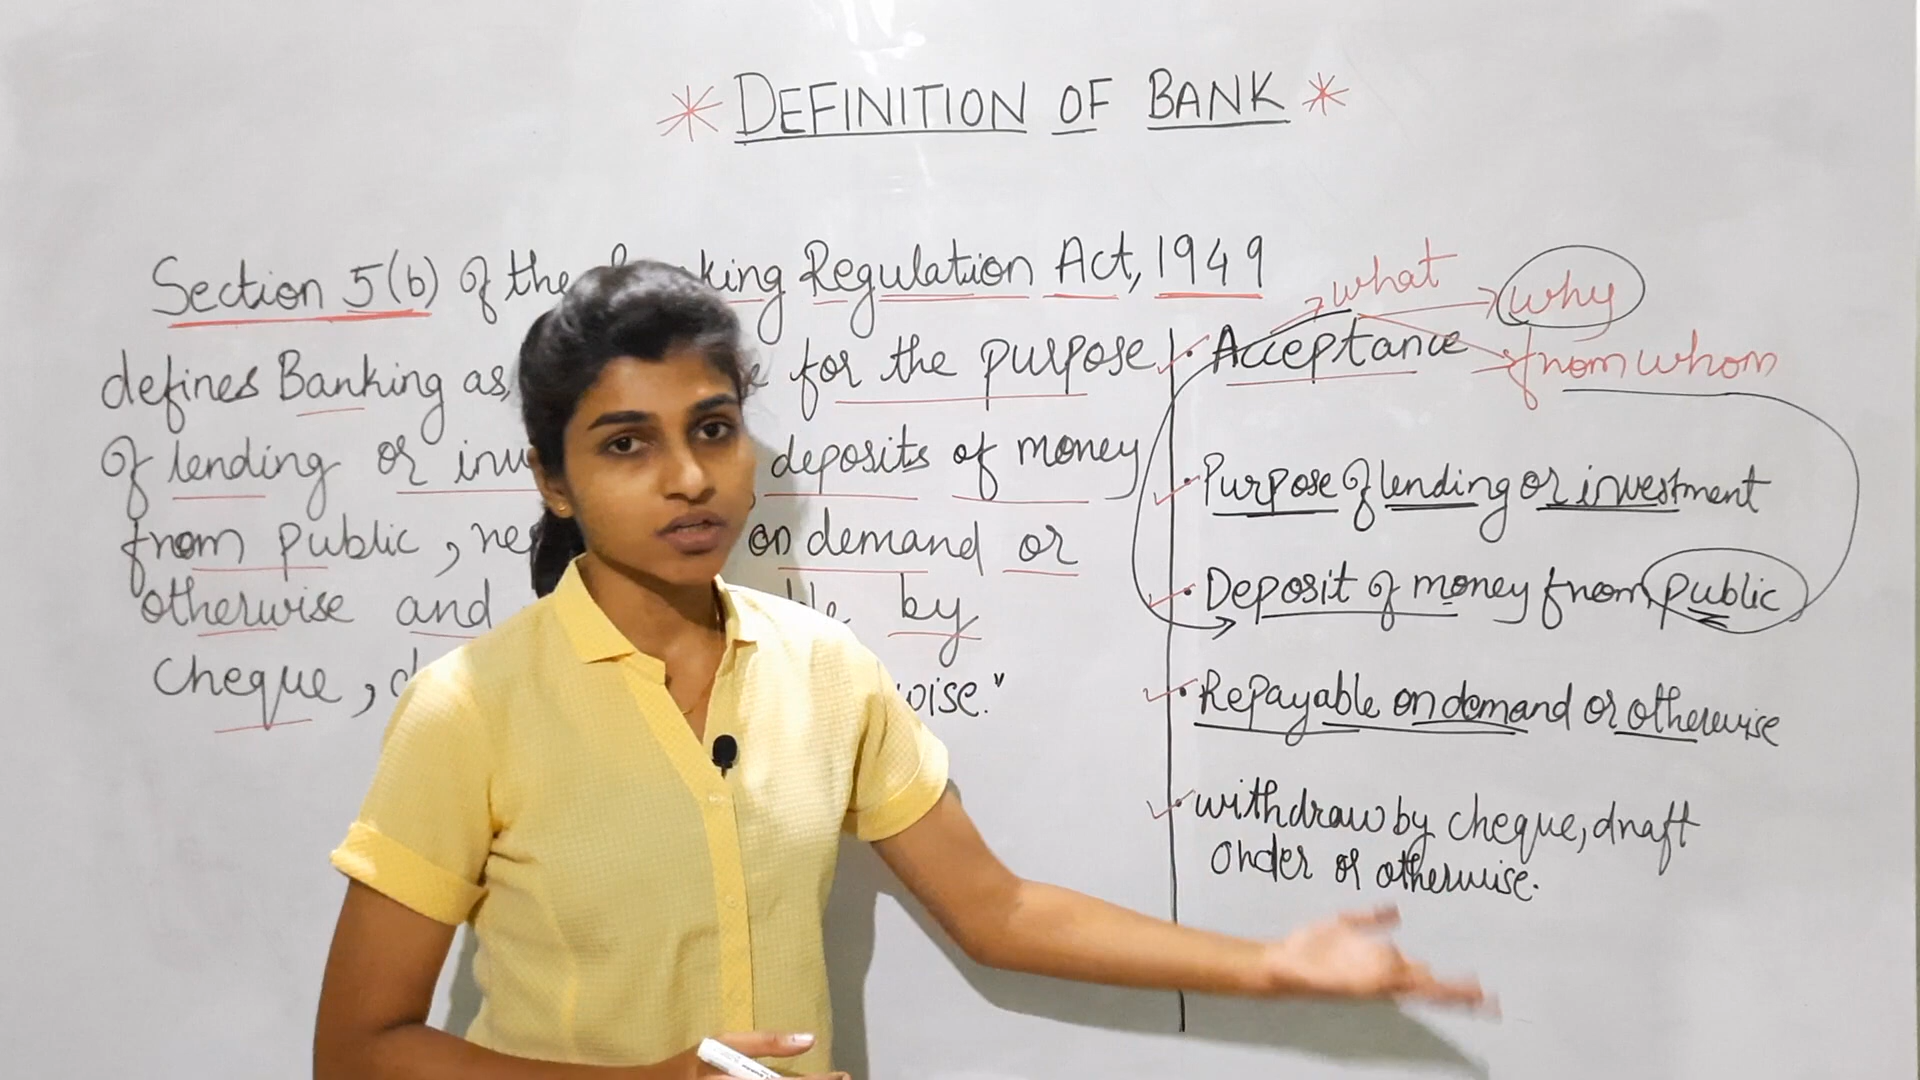 * DEFINITION OF BANK *
Section 5(b) of the king Regulation Act, 1949
defines Banking as, for the purpose
of lending or inv deposits of money
from public, rep on demand or
otherwise and by
cheque, d wise."
what
why
Acceptance
from whom
Purpose of lending or investment
Deposit of money from public
Repayable on demand or otherwise
withdraw by cheque, draft
order or otherwise.